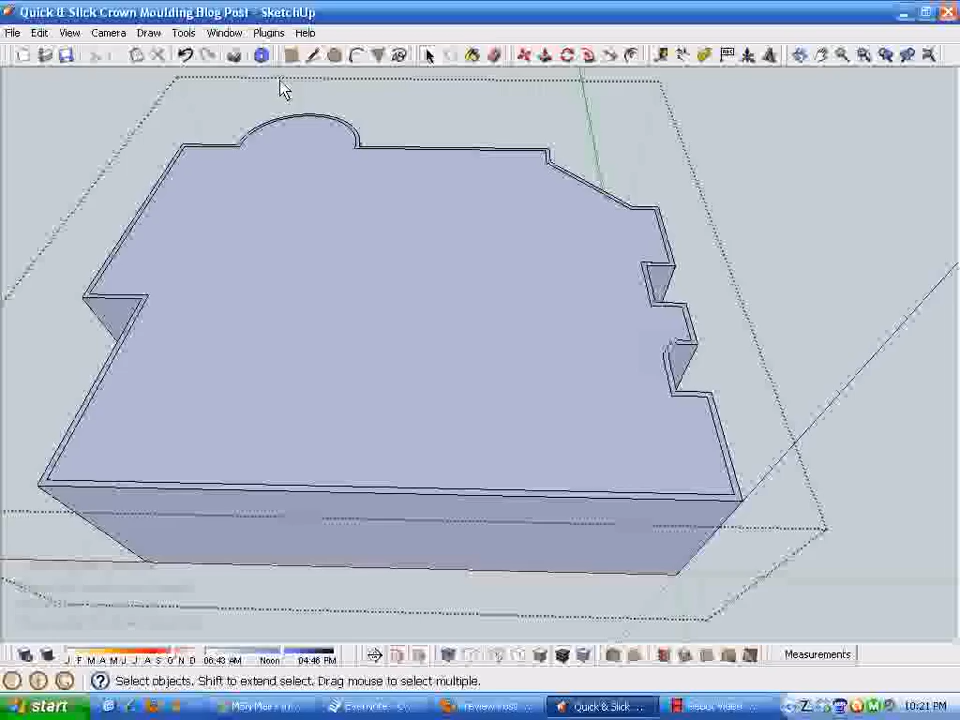 Quick & Slick Crown Moulding Blog Post - SketchUp
File Edit View Camera Draw Tools Window Plugins Help
J F M A M J J A S O N D 06:43 AM Noon 04:46 PM
Measurements
Select objects. Shift to extend select. Drag mouse to select multiple.
start Quick & Slick ... 10:21 PM